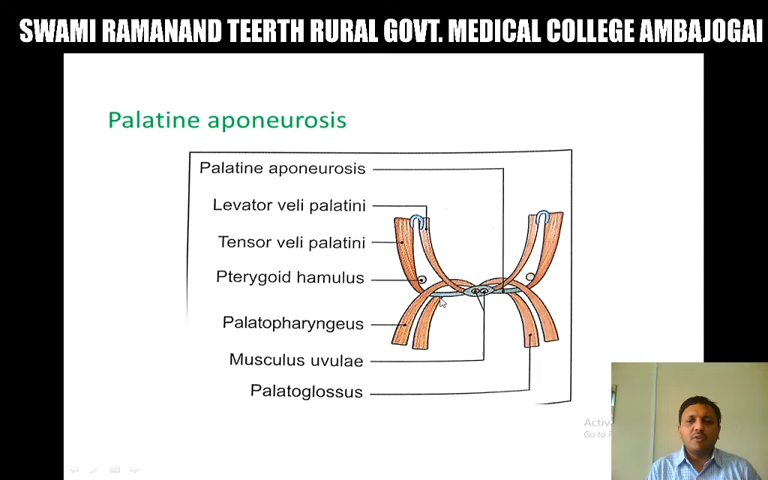 SWAMI RAMANAND TEERTH RURAL GOVT. MEDICAL COLLEGE AMBAJOGAI
Palatine aponeurosis
Palatine aponeurosis
Levator veli palatini
Tensor veli palatini
Pterygoid hamulus
Palatopharyngeus
Musculus uvulae
Palatoglossus
Activ
Go to